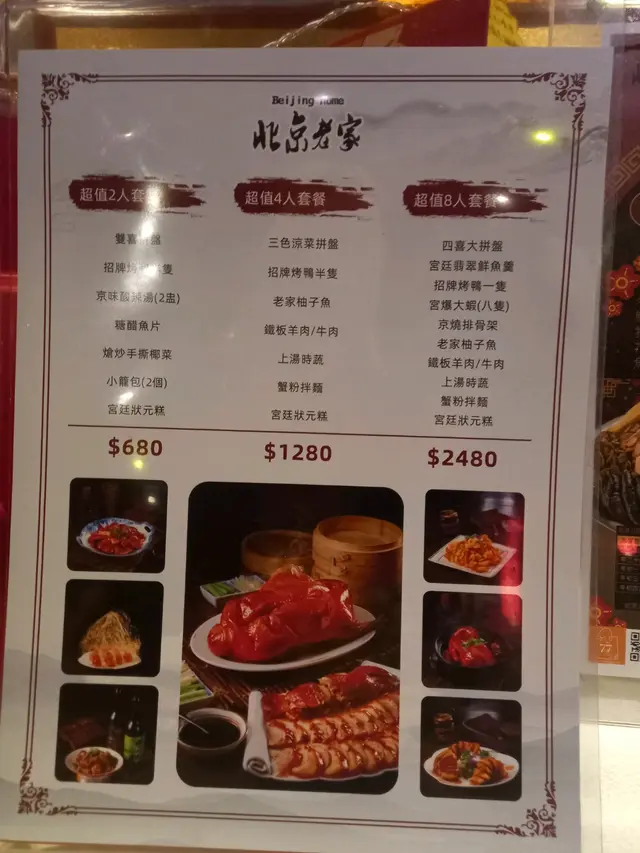 Beijing Home
北京老家
超值2人套
招牌
京味酸辣湯(2盅)
糖醋魚片
熗炒手撕椰菜
小籠包(2個)
宮廷狀元糕
$680
超值4人套餐
三色涼菜拼盤
招牌烤鴨半隻
老家柚子魚
鐵板羊肉/牛肉
上湯時蔬
蟹粉拌麵
宮廷狀元糕
$1280
超值8人套餐
四喜大拼盤
宮廷翡翠鮮魚羹
招牌烤鴨一隻
宮爆大蝦(八隻)
京燒排骨架
老家柚子魚
鐵板羊肉/牛肉
上湯時蔬
蟹粉拌麵
宮廷狀元糕
$2480